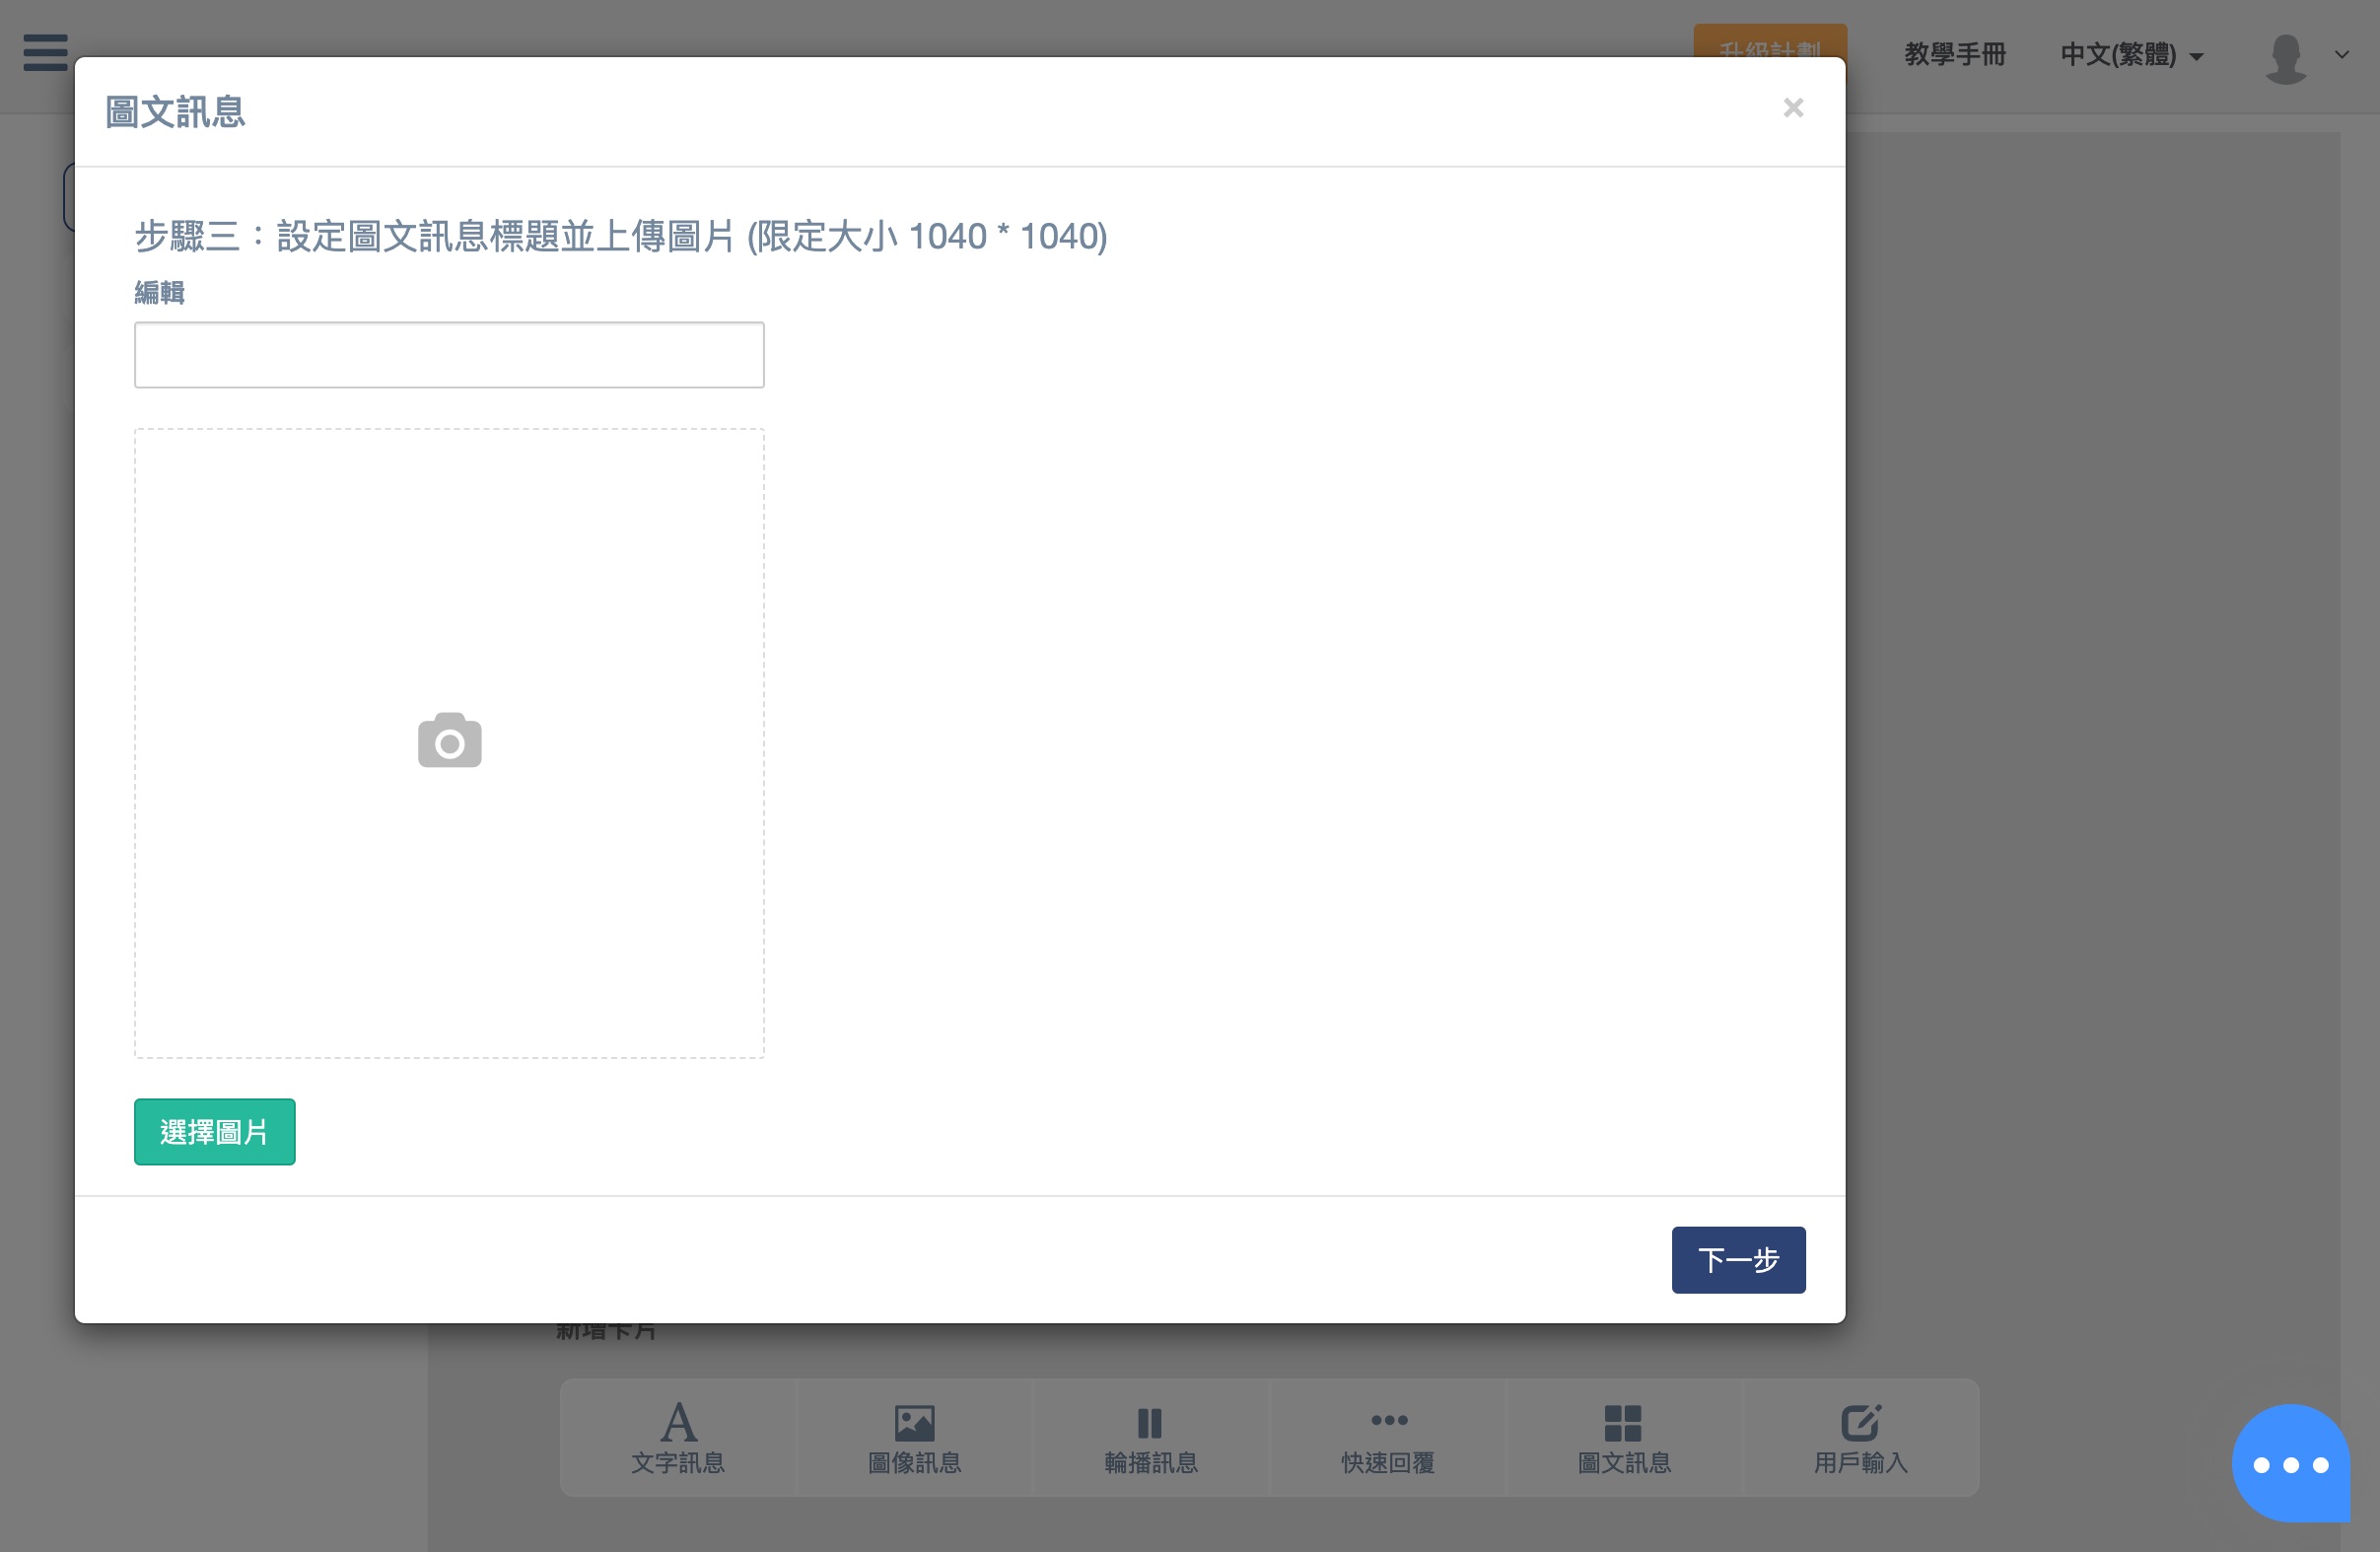 升級計劃
教學手冊
中文(繁體)
圖文訊息
×
步驟三：設定圖文訊息標題並上傳圖片 (限定大小 1040 * 1040)
編輯
選擇圖片
下一步
新增卡片
文字訊息
圖像訊息
輪播訊息
快速回覆
圖文訊息
用戶輸入